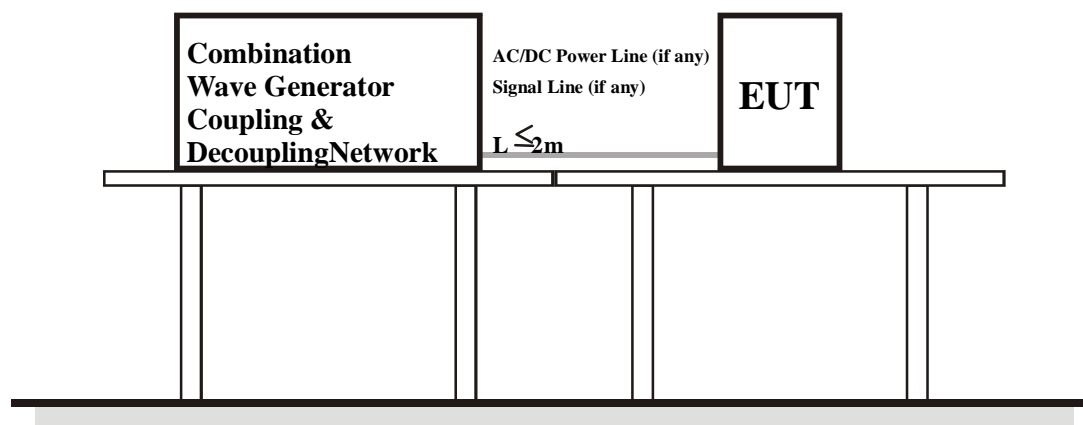 Combination
Wave Generator
Coupling &
DecouplingNetwork
AC/DC Power Line (if any)
Signal Line (if any)
L ≤2m
EUT